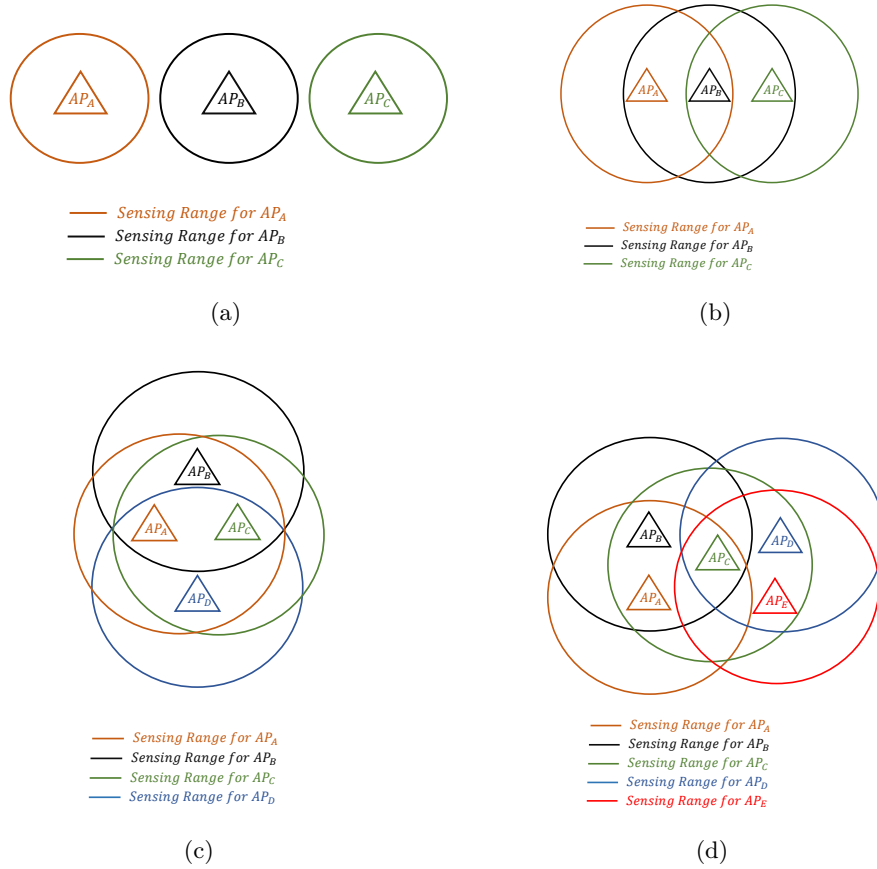 AP_A AP_B AP_C
Sensing Range for AP_A
Sensing Range for AP_B
Sensing Range for AP_C
(a)
AP_A AP_B AP_C
Sensing Range for AP_A
Sensing Range for AP_B
Sensing Range for AP_C
(b)
AP_B
AP_A AP_C
AP_D
Sensing Range for AP_A
Sensing Range for AP_B
Sensing Range for AP_C
Sensing Range for AP_D
(c)
AP_B AP_D
AP_C
AP_A AP_E
Sensing Range for AP_A
Sensing Range for AP_B
Sensing Range for AP_C
Sensing Range for AP_D
Sensing Range for AP_E
(d)